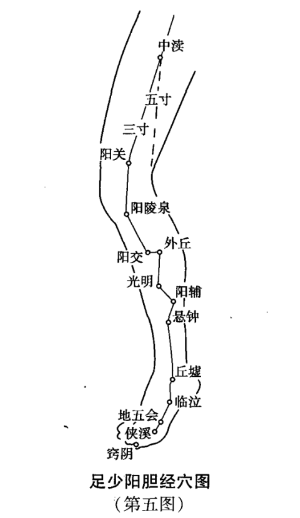 中渎
五寸
三寸
阳关
阳陵泉
外丘
阳交
光明
阳辅
悬钟
丘墟
临泣
地五会
侠溪
窍阴
足少阳胆经穴图
(第五图)